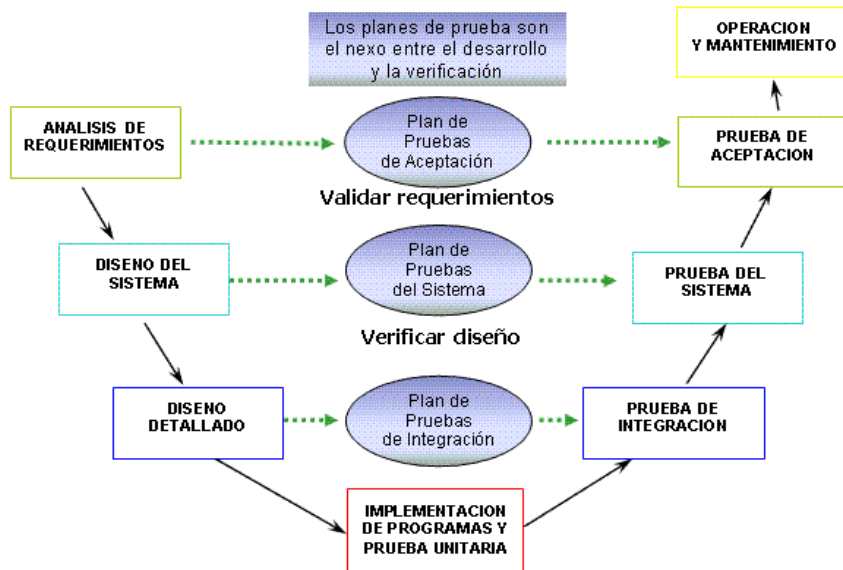 Los planes de prueba son
el nexo entre el desarrollo
y la verificación
OPERACION
Y MANTENIMIENTO
ANALISIS DE
REQUERIMIENTOS
Plan de
Pruebas
de Aceptación
PRUEBA DE
ACEPTACION
Validar requerimientos
DISENO DEL
SISTEMA
Plan de
Pruebas
del Sistema
PRUEBA DEL
SISTEMA
Verificar diseño
DISENO
DETALLADO
Plan de
Pruebas
de Integración
PRUEBA DE
INTEGRACION
IMPLEMENTACION
DE PROGRAMAS Y
PRUEBA UNITARIA